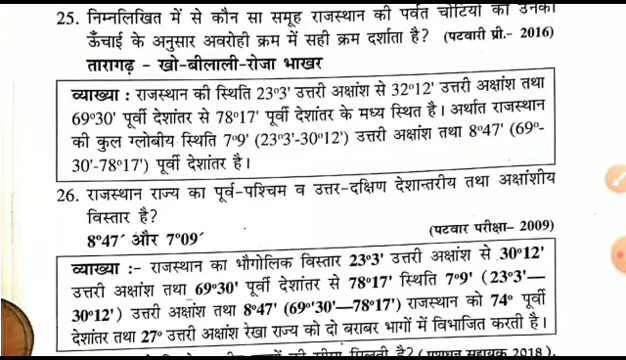 25. निम्नलिखित में से कौन सा समूह राजस्थान की पर्वत चोटियों को उनकी
ऊँचाई के अनुसार अवरोही क्रम में सही क्रम दर्शाता है? (पटवारी प्री.- 2016)
तारागढ़ - खो-बीलाली-रोजा भाखर
व्याख्या : राजस्थान की स्थिति 23°3' उत्तरी अक्षांश से 32°12' उत्तरी अक्षांश तथा
69°30' पूर्वी देशांतर से 78°17' पूर्वी देशांतर के मध्य स्थित है। अर्थात राजस्थान
की कुल ग्लोबीय स्थिति 7°9' (23°3'-30°12') उत्तरी अक्षांश तथा 8°47' (69°-
30'-78°17') पूर्वी देशांतर है।
26. राजस्थान राज्य का पूर्व-पश्चिम व उत्तर-दक्षिण देशान्तरीय तथा अक्षांशीय
विस्तार है?
(पटवार परीक्षा- 2009)
8°47′ और 7°09′
व्याख्या :- राजस्थान का भौगोलिक विस्तार 23°3' उत्तरी अक्षांश से 30°12'
उत्तरी अक्षांश तथा 69°30' पूर्वी देशांतर से 78°17' स्थिति 7°9' (23°3'—
30°12') उत्तरी अक्षांश तथा 8°47' (69°'30'—78°17') राजस्थान को 74° पूर्वी
देशांतर तथा 27° उत्तरी अक्षांश रेखा राज्य को दो बराबर भागों में विभाजित करती है।
की सीमा मिलती है? (पशुधन सहायक 2018).